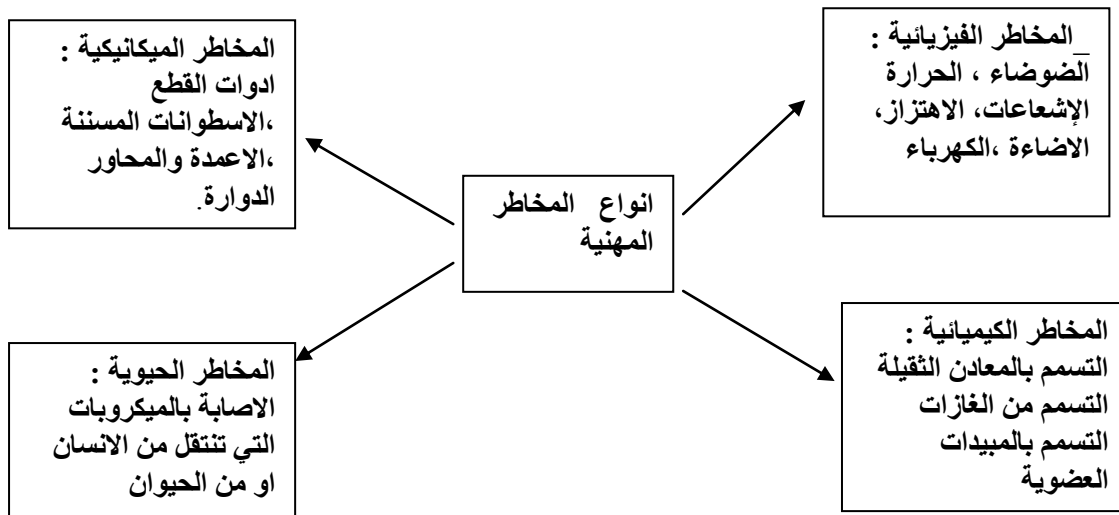 المخاطر الفيزيائية :
الضوضاء ، الحرارة
الإشعاعات، الاهتزاز،
الاضاءة ،الكهرباء
المخاطر الميكانيكية :
ادوات القطع
،الاسطوانات المسننة
،الاعمدة والمحاور
الدوارة.
انواع المخاطر
المهنية
المخاطر الكيميائية :
التسمم بالمعادن الثقيلة
التسمم من الغازات
التسمم بالمبيدات
العضوية
المخاطر الحيوية :
الاصابة بالميكروبات
التي تنتقل من الانسان
او من الحيوان